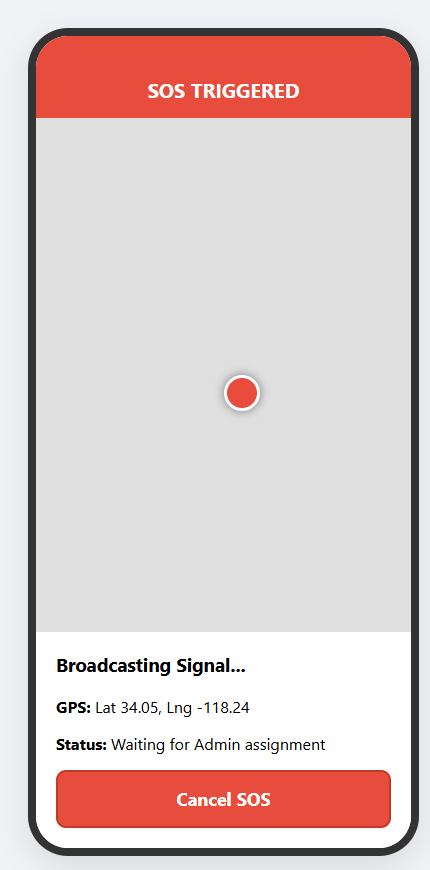 SOS TRIGGERED
Broadcasting Signal...
GPS: Lat 34.05, Lng -118.24
Status: Waiting for Admin assignment
Cancel SOS